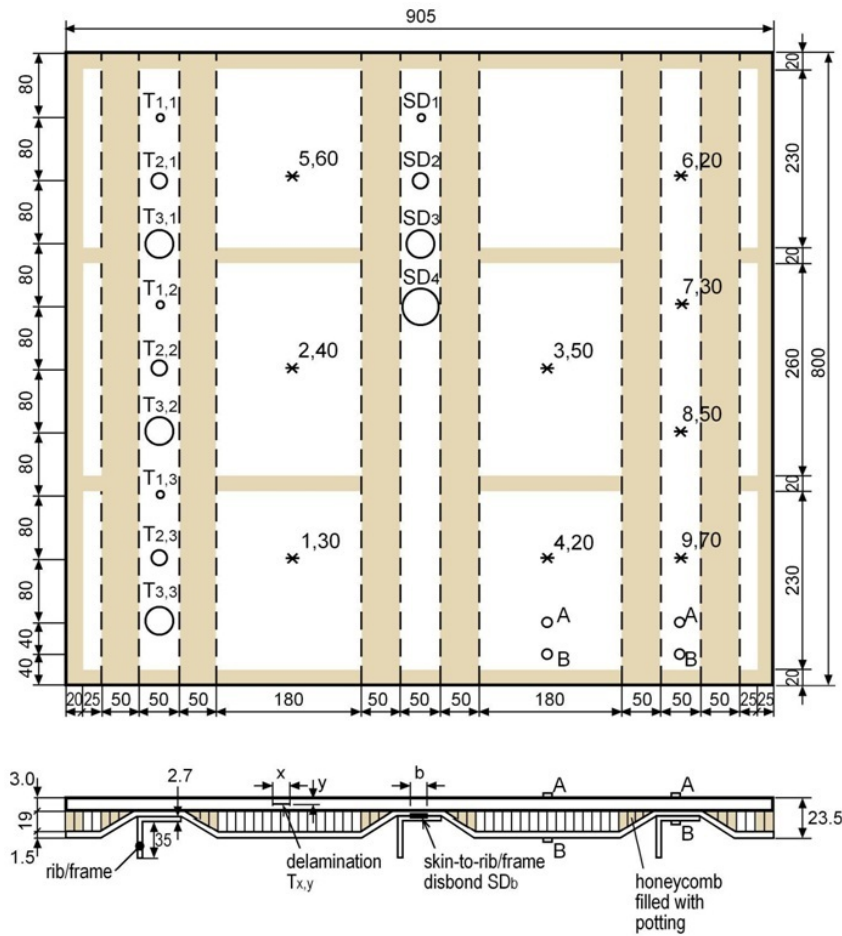 905
80
80
80
80
80
80
80
80
80
40
40
T1,1
T2,1
T3,1
T1,2
T2,2
T3,2
T1,3
T2,3
T3,3
SD1
SD2
SD3
SD4
5,60
6,20
7,30
2,40
3,50
8,50
1,30
4,20
9,70
A
A
B
B
20
230
20
260
20
230
20
800
20 25 50 50 50 180 50 50 50 180 50 50 50 25 25
3.0
19
1.5
2.7
35
x
y
b
A
A
B
B
23.5
rib/frame
delamination
Tx,y
skin-to-rib/frame
disbond SDb
honeycomb
filled with
potting